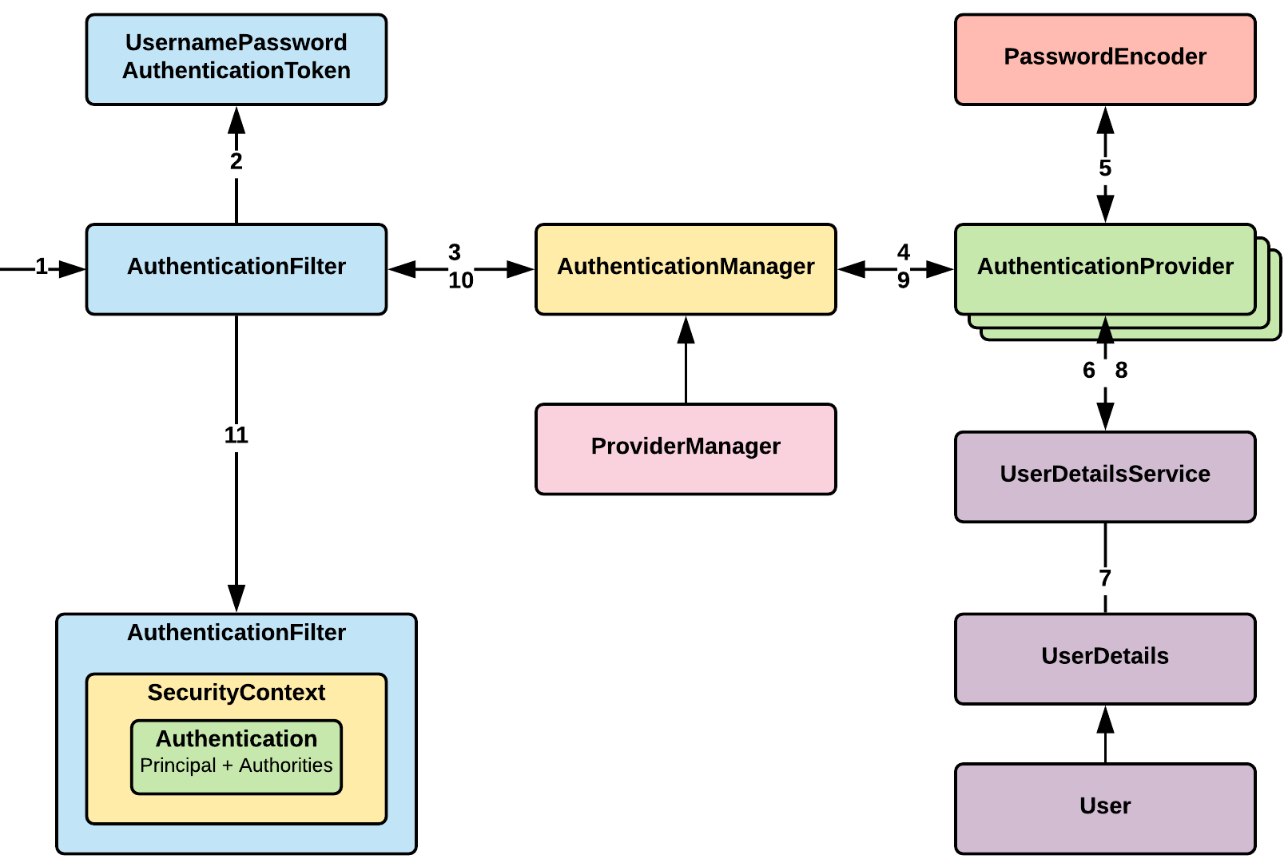 UsernamePassword
AuthenticationToken
PasswordEncoder
2
5
1
AuthenticationFilter
3
10
AuthenticationManager
4
9
AuthenticationProvider
6 8
11
ProviderManager
UserDetailsService
7
AuthenticationFilter
SecurityContext
Authentication
Principal + Authorities
UserDetails
User